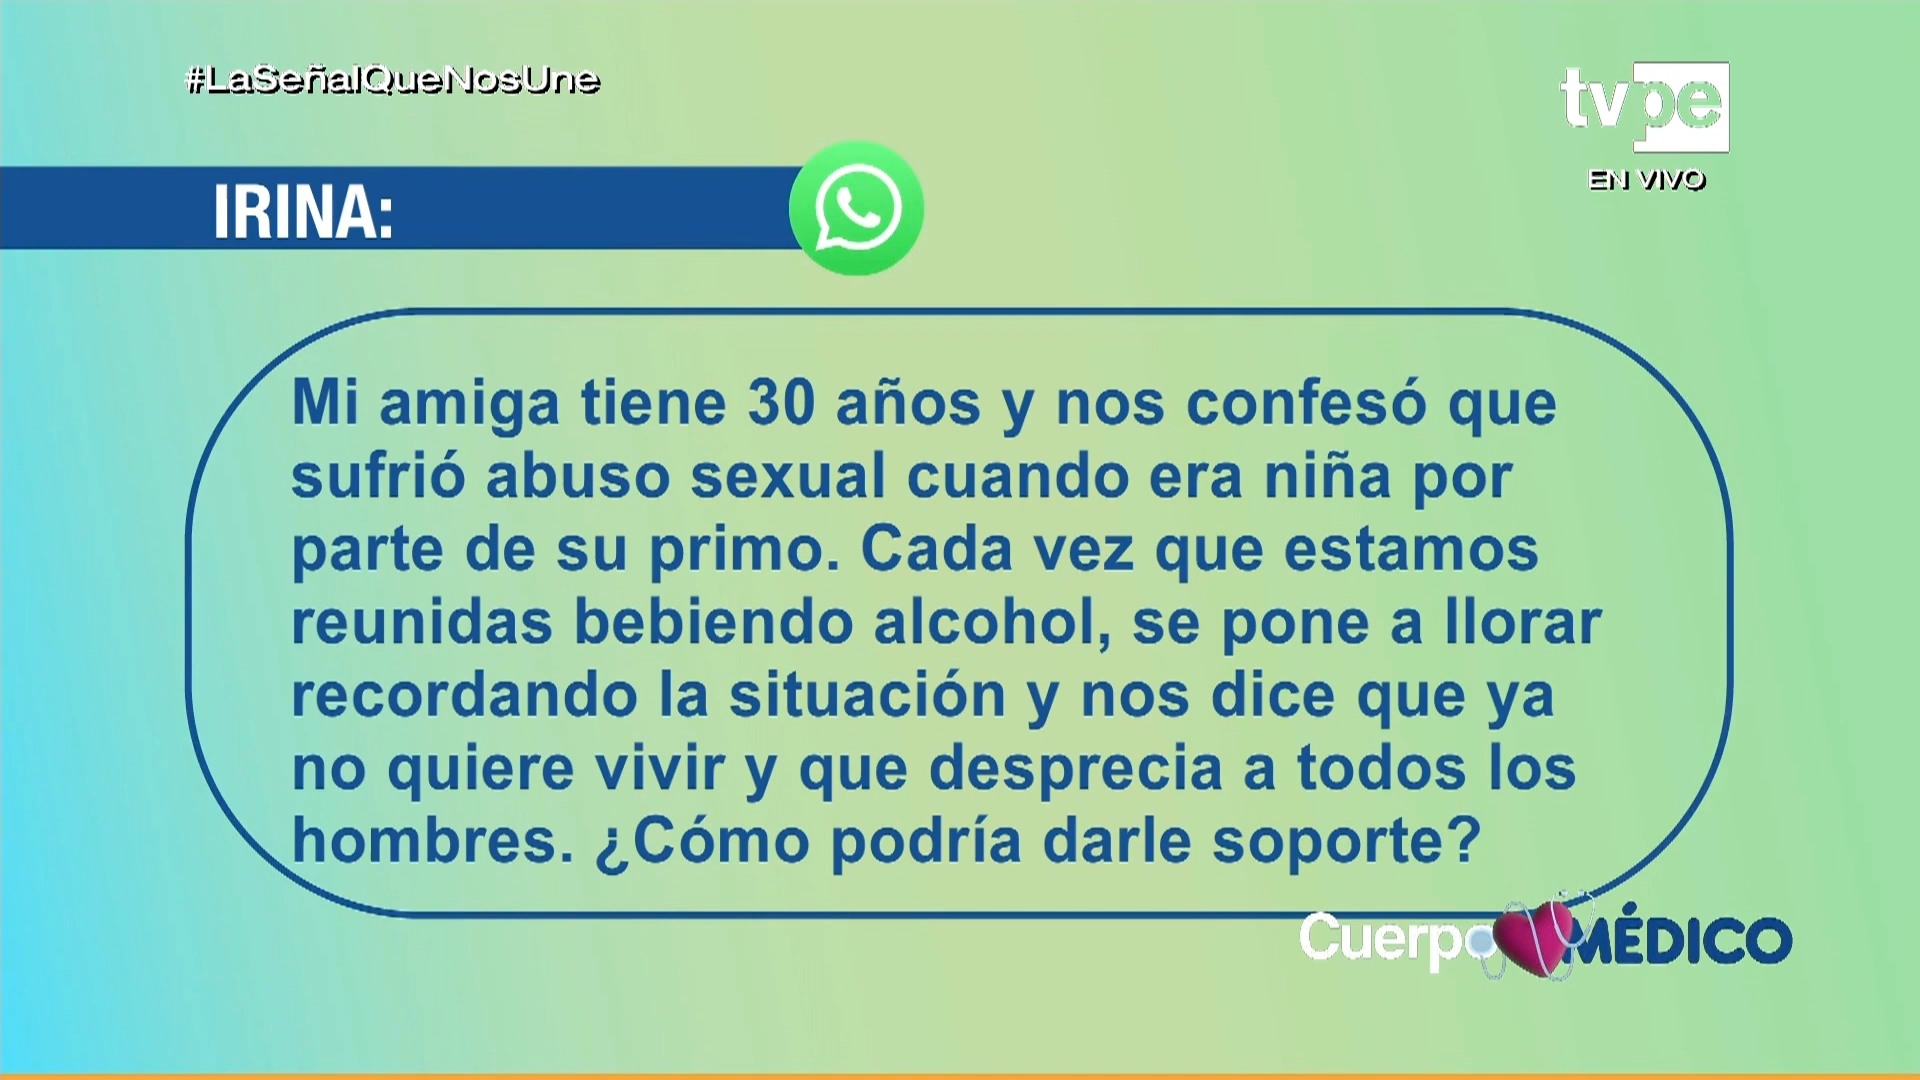 #LaSeñalQueNosUne
tvpe
EN VIVO
IRINA:
Mi amiga tiene 30 años y nos confesó que
sufrió abuso sexual cuando era niña por
parte de su primo. Cada vez que estamos
reunidas bebiendo alcohol, se pone a llorar
recordando la situación y nos dice que ya
no quiere vivir y que desprecia a todos los
hombres. ¿Cómo podría darle soporte?
Cuerpo MÉDICO